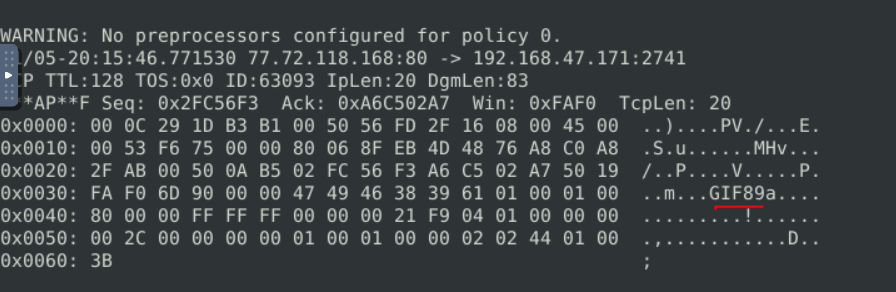 WARNING: No preprocessors configured for policy 0.
/05-20:15:46.771530 77.72.118.168:80 -> 192.168.47.171:2741
P TTL:128 TOS:0x0 ID:63093 IpLen:20 DgmLen:83
**AP**F Seq: 0x2FC56F3  Ack: 0xA6C502A7  Win: 0xFAF0  TcpLen: 20
0x0000: 00 0C 29 1D B3 B1 00 50 56 FD 2F 16 08 00 45 00  ..)....PV./...E.
0x0010: 00 53 F6 75 00 00 80 06 8F EB 4D 48 76 A8 C0 A8  .S.u......MHv...
0x0020: 2F AB 00 50 0A B5 02 FC 56 F3 A6 C5 02 A7 50 19  /..P....V.....P.
0x0030: FA F0 6D 90 00 00 47 49 46 38 39 61 01 00 01 00  ..m...GIF89a....
0x0040: 80 00 00 FF FF FF 00 00 00 21 F9 04 01 00 00 00  .........!......
0x0050: 00 2C 00 00 00 00 01 00 01 00 00 02 02 44 01 00  .,...........D..
0x0060: 3B                                               ;